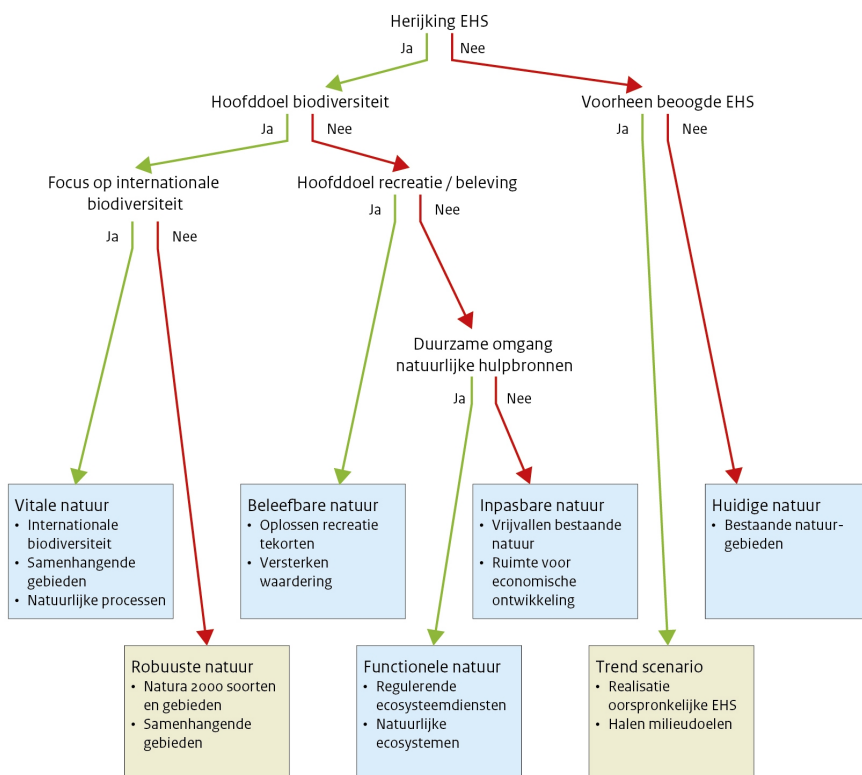 Herijking EHS
Ja
Nee
Hoofddoel biodiversiteit
Voorheen beoogde EHS
Ja
Nee
Ja
Nee
Focus op internationale
biodiversiteit
Hoofddoel recreatie / beleving
Ja
Nee
Ja
Nee
Duurzame omgang
natuurlijke hulpbronnen
Ja
Nee
Vitale natuur
• Internationale
biodiversiteit
• Samenhangende
gebieden
• Natuurlijke processen
Beleefbare natuur
• Oplossen recreatie
tekorten
• Versterken
waardering
Inpasbare natuur
• Vrijvallen bestaande
natuur
• Ruimte voor
economische
ontwikkeling
Huidige natuur
• Bestaande natuur-
gebieden
Robuuste natuur
• Natura 2000 soorten
en gebieden
• Samenhangende
gebieden
Functionele natuur
• Regulerende
ecosysteemdiensten
• Natuurlijke
ecosystemen
Trend scenario
• Realisatie
oorspronkelijke EHS
• Halen milieudoelen